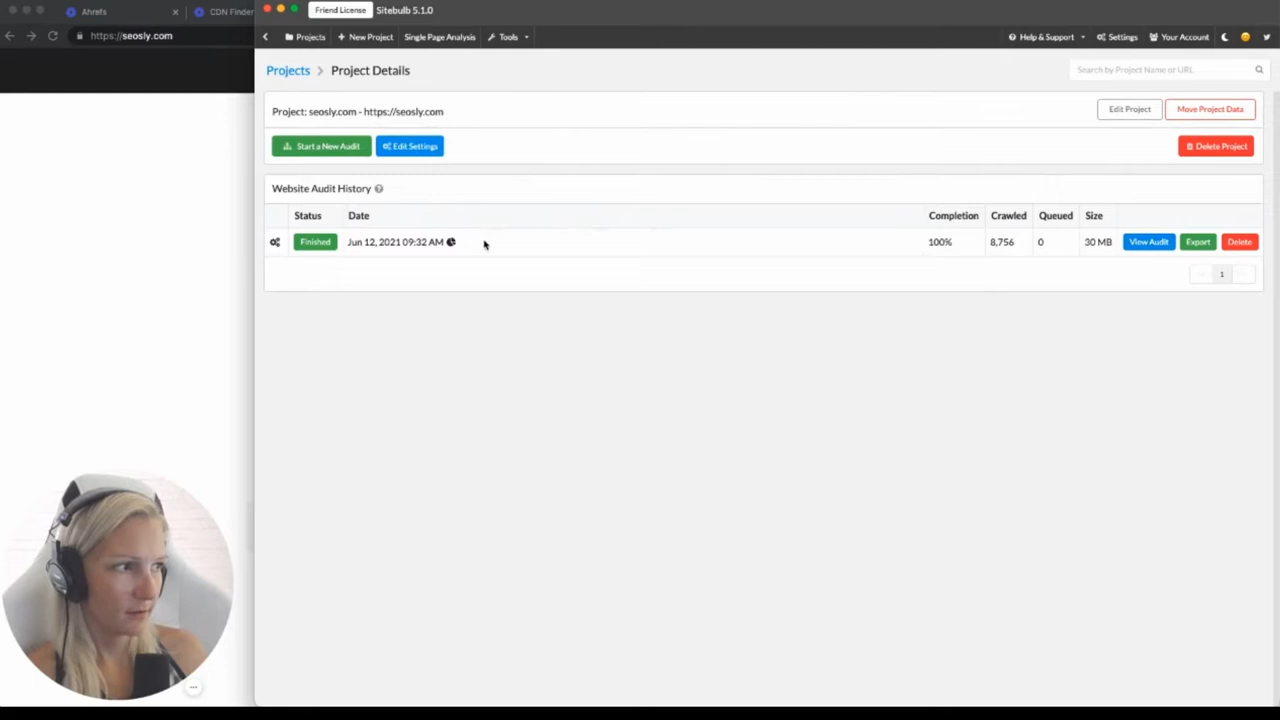 Ahrefs
CDN Finder
https://seosly.com
Friend License
Sitebulb 5.1.0
Projects
New Project
Single Page Analysis
Tools
Help & Support
Settings
Your Account
Projects > Project Details
Search by Project Name or URL
Project: seosly.com - https://seosly.com
Edit Project
Move Project Data
Start a New Audit
Edit Settings
Delete Project
Website Audit History
Status Date Completion Crawled Queued Size
Finished Jun 12, 2021 09:32 AM 100% 8,756 0 30 MB View Audit Export Delete
1